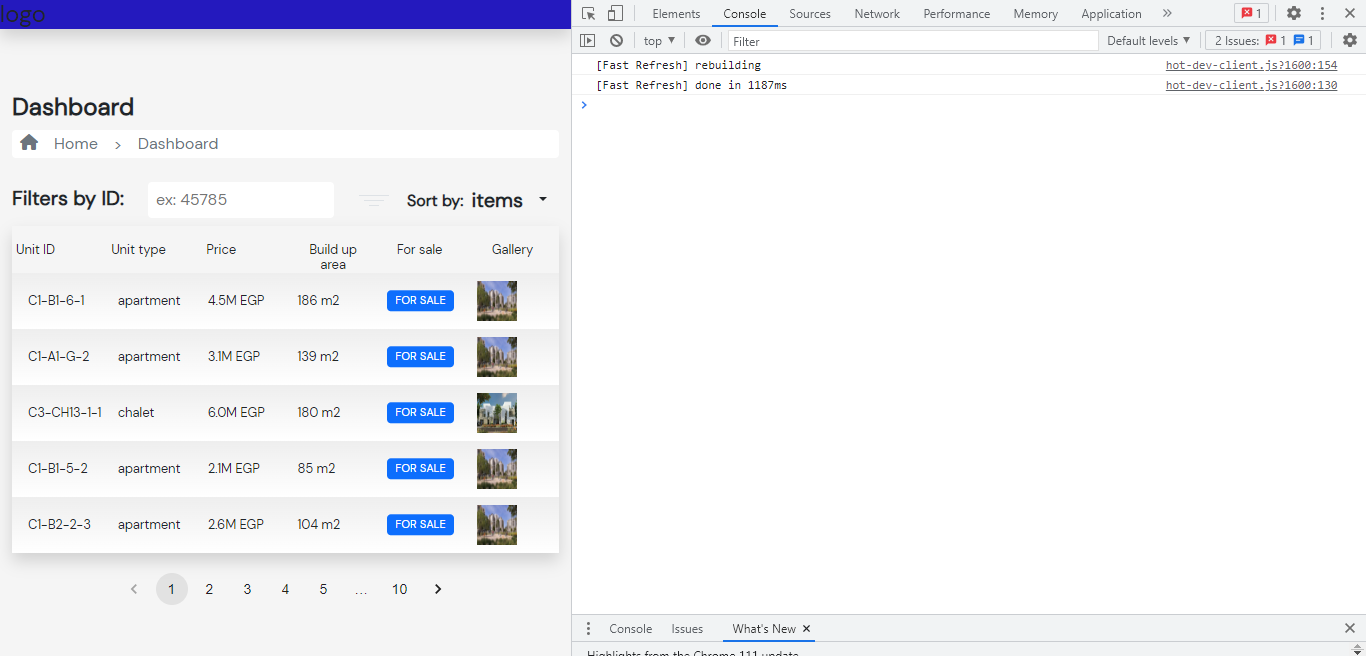 logo
Dashboard
Home > Dashboard
Filters by ID: ex: 45785 Sort by: items
Unit ID Unit type Price Build up area For sale Gallery
C1-B1-6-1 apartment 4.5M EGP 186 m2 FOR SALE
C1-A1-G-2 apartment 3.1M EGP 139 m2 FOR SALE
C3-CH13-1-1 chalet 6.0M EGP 180 m2 FOR SALE
C1-B1-5-2 apartment 2.1M EGP 85 m2 FOR SALE
C1-B2-2-3 apartment 2.6M EGP 104 m2 FOR SALE
1 2 3 4 5 … 10
Elements Console Sources Network Performance Memory Application 1
top Filter Default levels 2 Issues: 1 1
[Fast Refresh] rebuilding hot-dev-client.js?1600:154
[Fast Refresh] done in 1187ms hot-dev-client.js?1600:130
Console Issues What's New
Highlights from the Chrome 111 update